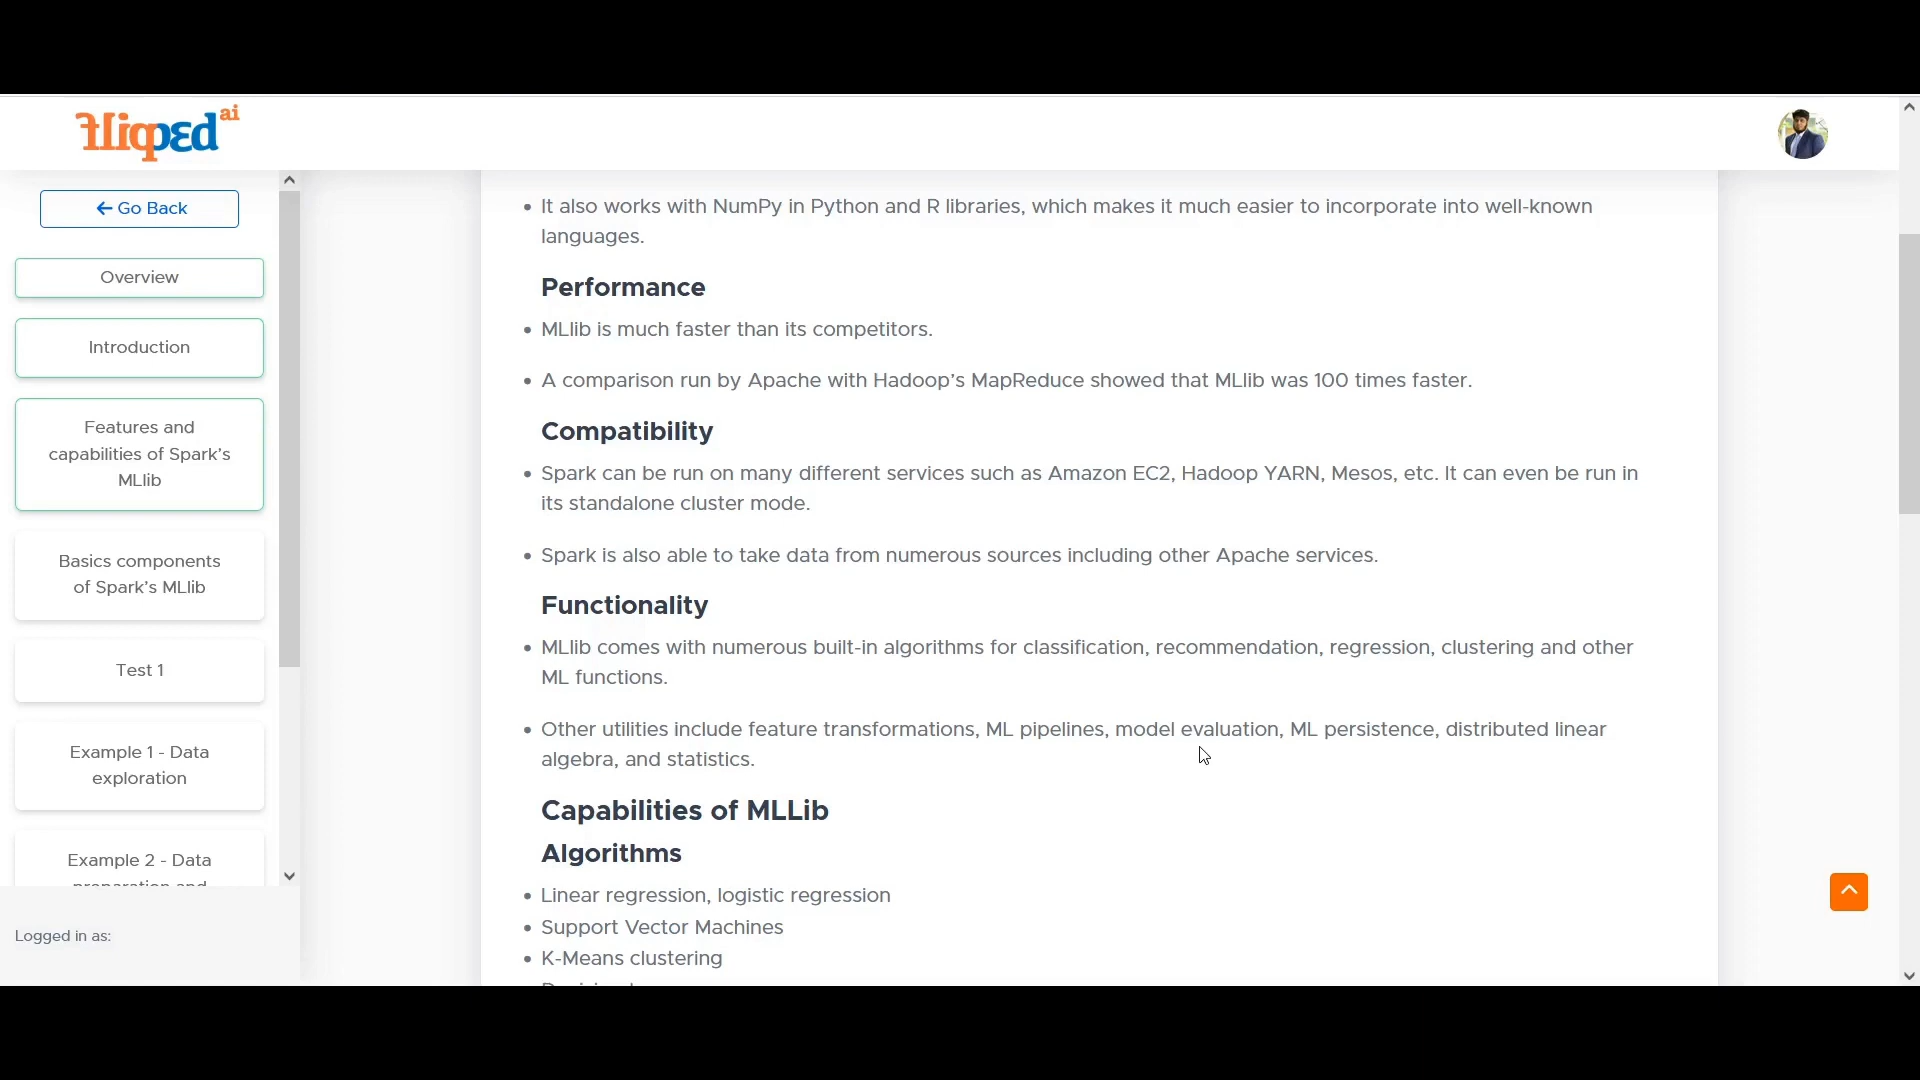 fliqped ai
Go Back
Overview
Introduction
Features and
capabilities of Spark's
MLlib
Basics components
of Spark's MLlib
Test 1
Example 1 - Data
exploration
Example 2 - Data
preparation and
Logged in as:
• It also works with NumPy in Python and R libraries, which makes it much easier to incorporate into well-known
languages.
Performance
• MLlib is much faster than its competitors.
• A comparison run by Apache with Hadoop’s MapReduce showed that MLlib was 100 times faster.
Compatibility
• Spark can be run on many different services such as Amazon EC2, Hadoop YARN, Mesos, etc. It can even be run in
its standalone cluster mode.
• Spark is also able to take data from numerous sources including other Apache services.
Functionality
• MLlib comes with numerous built-in algorithms for classification, recommendation, regression, clustering and other
ML functions.
• Other utilities include feature transformations, ML pipelines, model evaluation, ML persistence, distributed linear
algebra, and statistics.
Capabilities of MLLib
Algorithms
• Linear regression, logistic regression
• Support Vector Machines
• K-Means clustering